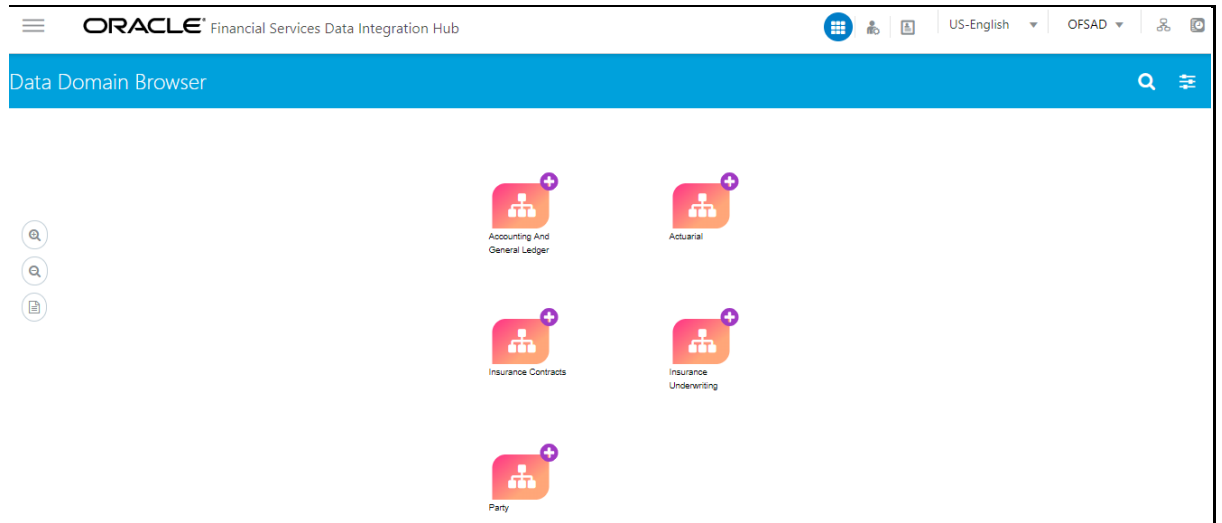 ORACLE® Financial Services Data Integration Hub
US-English
OFSAD
Data Domain Browser
Accounting And
General Ledger
Actuarial
Insurance Contracts
Insurance
Underwriting
Party